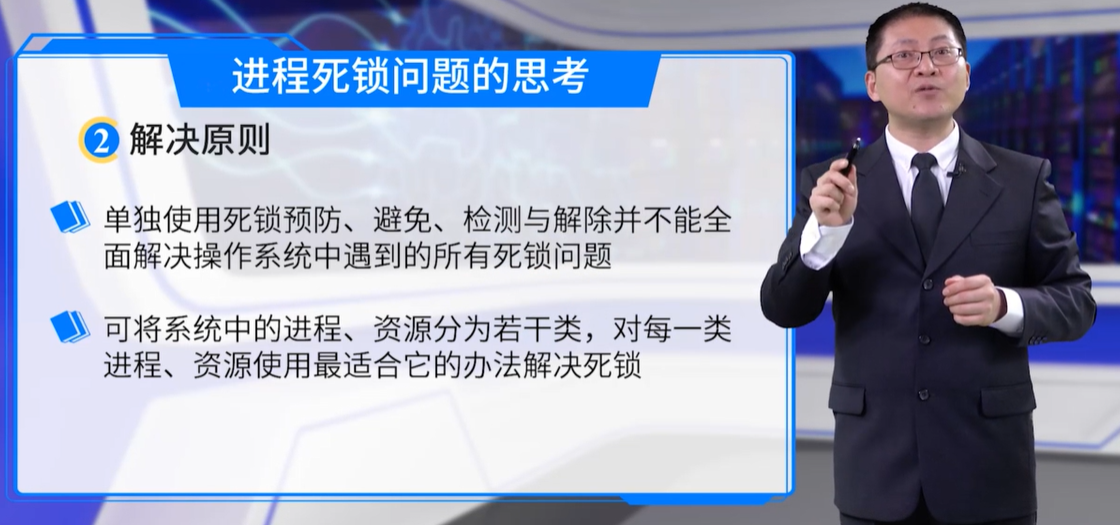 进程死锁问题的思考
2 解决原则
单独使用死锁预防、避免、检测与解除并不能全
面解决操作系统中遇到的所有死锁问题
可将系统中的进程、资源分为若干类，对每一类
进程、资源使用最适合它的办法解决死锁